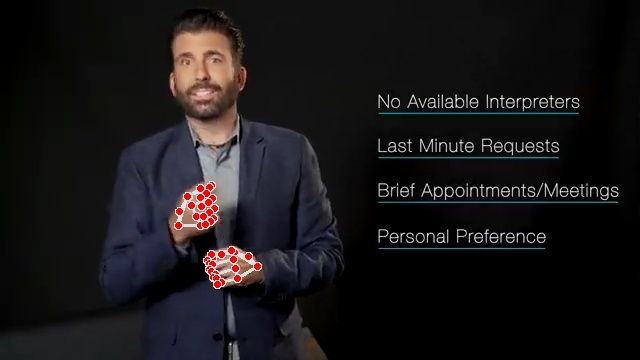 No Available Interpreters
Last Minute Requests
Brief Appointments/Meetings
Personal Preference